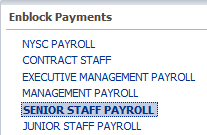 Enblock Payments
NYSC PAYROLL
CONTRACT STAFF
EXECUTIVE MANAGEMENT PAYROLL
MANAGEMENT PAYROLL
SENIOR STAFF PAYROLL
JUNIOR STAFF PAYROLL